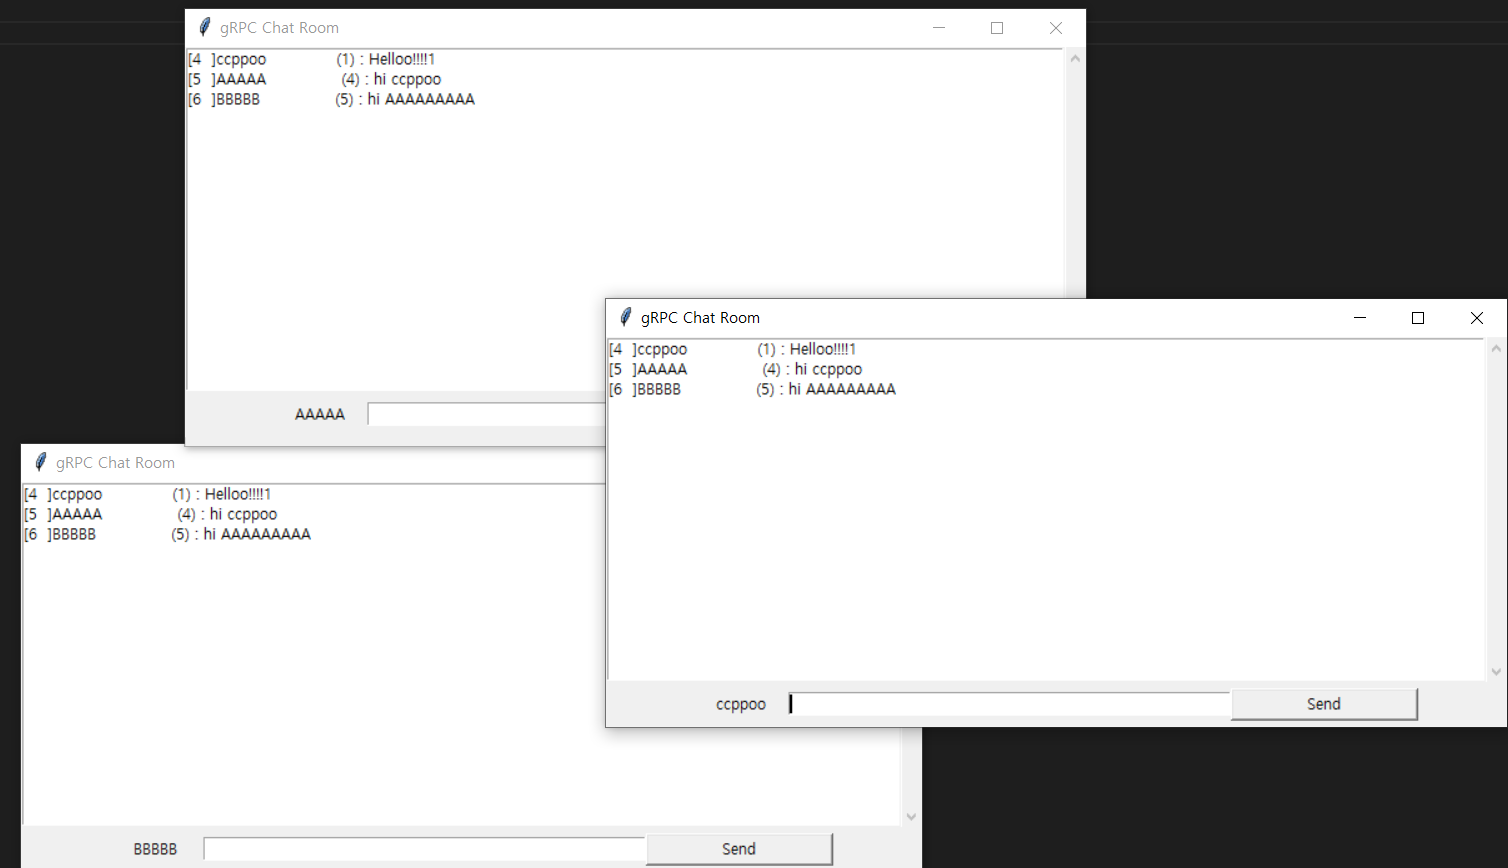 gRPC Chat Room
[4 ]ccppoo (1) : Helloo!!!!1
[5 ]AAAAA (4) : hi ccppoo
[6 ]BBBBB (5) : hi AAAAAAAAA
AAAAA
gRPC Chat Room
[4 ]ccppoo (1) : Helloo!!!!1
[5 ]AAAAA (4) : hi ccppoo
[6 ]BBBBB (5) : hi AAAAAAAAA
ccppoo Send
gRPC Chat Room
[4 ]ccppoo (1) : Helloo!!!!1
[5 ]AAAAA (4) : hi ccppoo
[6 ]BBBBB (5) : hi AAAAAAAAA
BBBBB Send